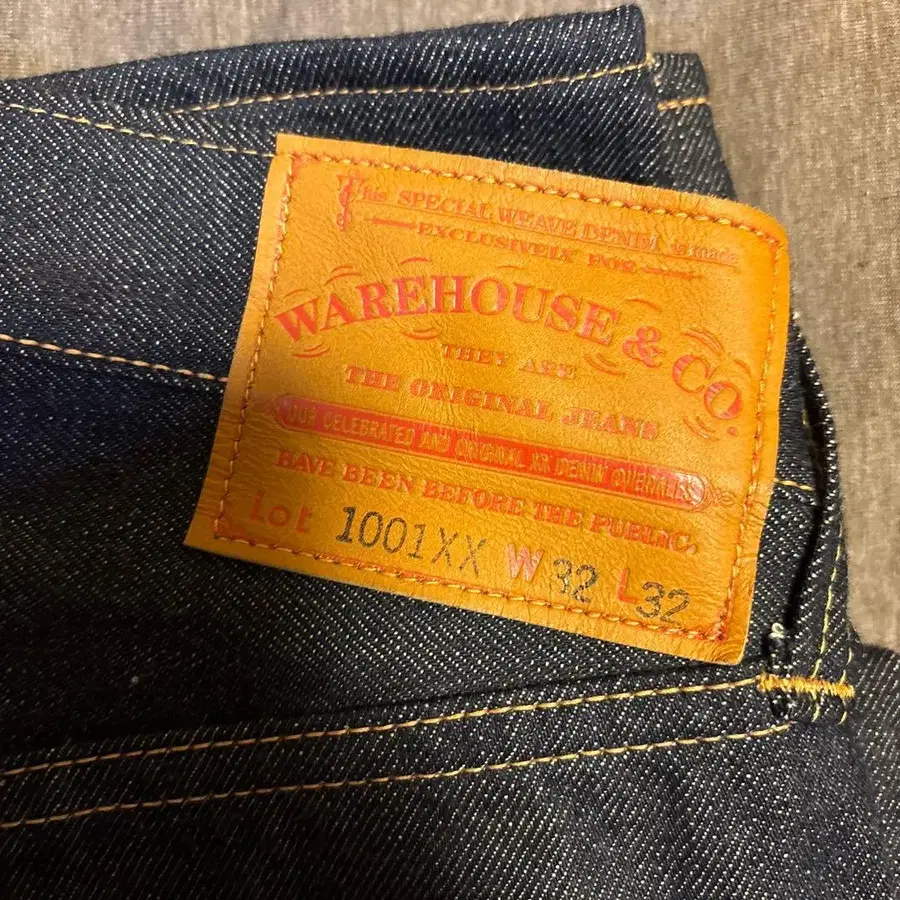 This SPECIAL WEAVE DENIM is made
EXCLUSIVELY FOR
WAREHOUSE & CO.
THEY ARE
THE ORIGINAL JEANS
OUR CELEBRATED AND ORIGINAL XX DENIM OVERALLS
HAVE BEEN BEFORE THE PUBLIC.
Lot 1001XX W 32 L 32